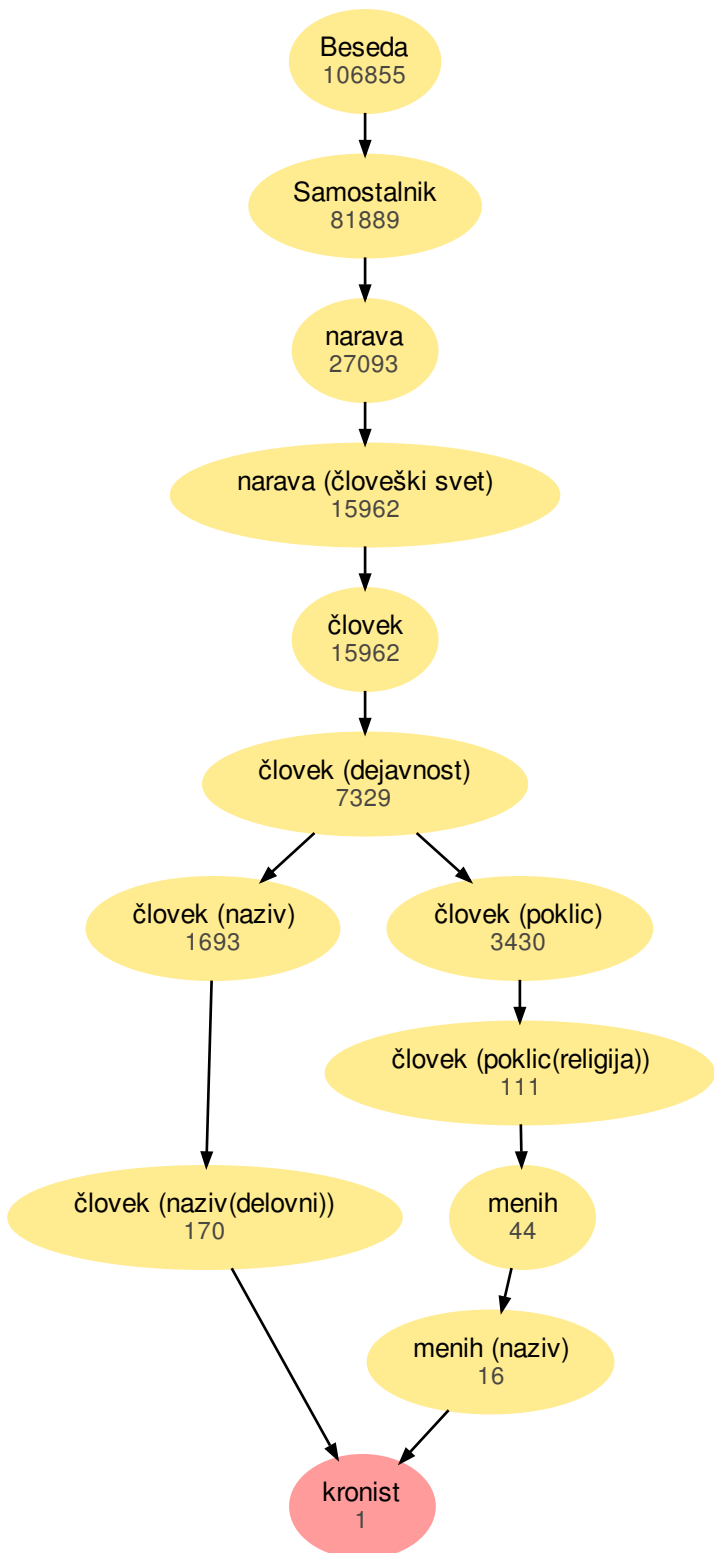 Beseda
106855
Samostalnik
81889
narava
27093
narava (človeški svet)
15962
človek
15962
človek (dejavnost)
7329
človek (naziv)
1693
človek (poklic)
3430
človek (poklic(religija))
111
človek (naziv(delovni))
170
menih
44
menih (naziv)
16
kronist
1